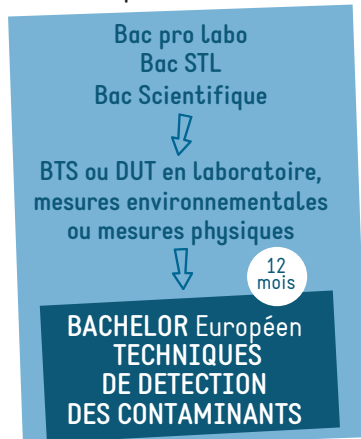 Bac pro labo
Bac STL
Bac Scientifique
BTS ou DUT en laboratoire,
mesures environnementales
ou mesures physiques
12
mois
BACHELOR Européen
TECHNIQUES
DE DETECTION
DES CONTAMINANTS